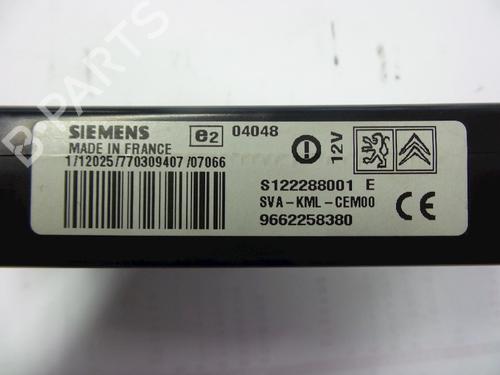 B-PARTS
SIEMENS
MADE IN FRANCE
e2
04048
12V
1/12025/770309407/07066
S122288001 E
SVA-KML-CEM00
9662258380
CE